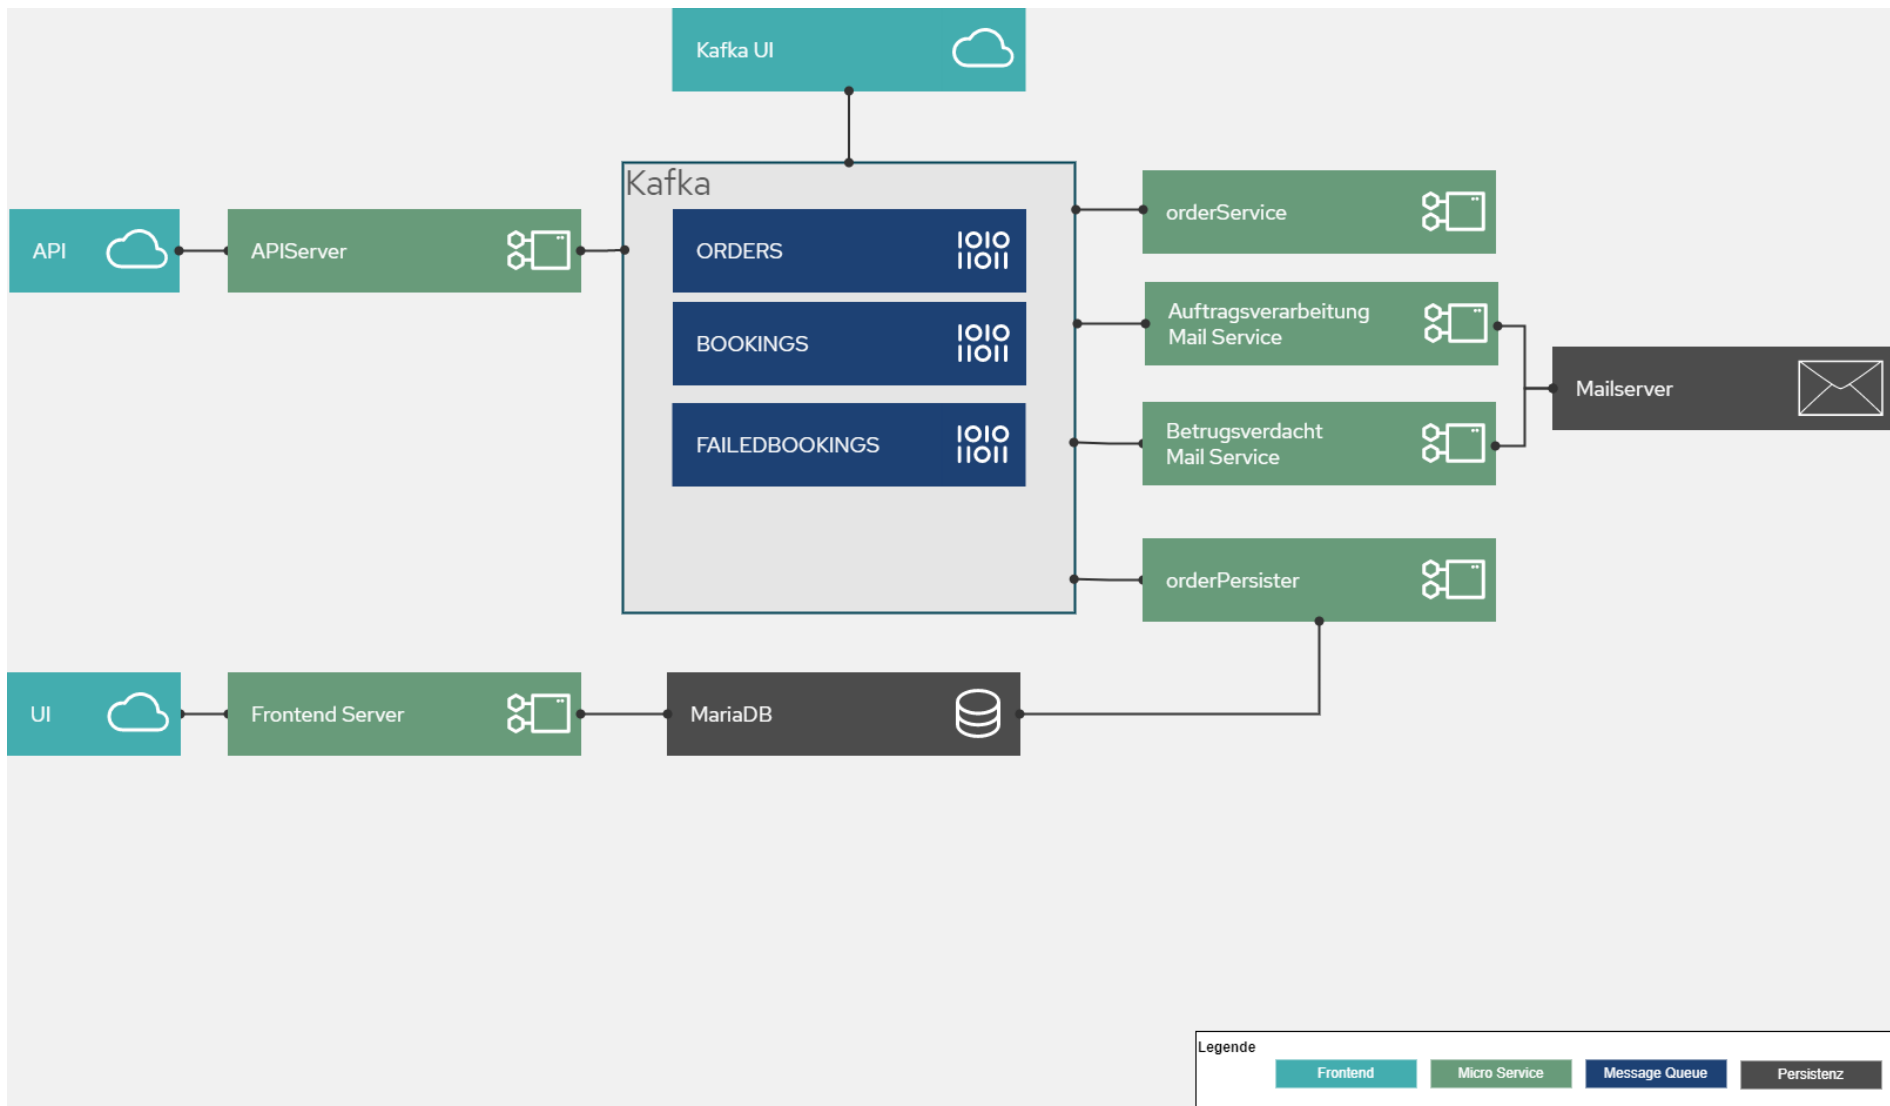 Kafka UI
Kafka
API
APIServer
ORDERS
BOOKINGS
FAILEDBOOKINGS
orderService
Auftragsverarbeitung
Mail Service
Betrugsverdacht
Mail Service
Mailserver
orderPersister
UI
Frontend Server
MariaDB
Legende
Frontend
Micro Service
Message Queue
Persistenz